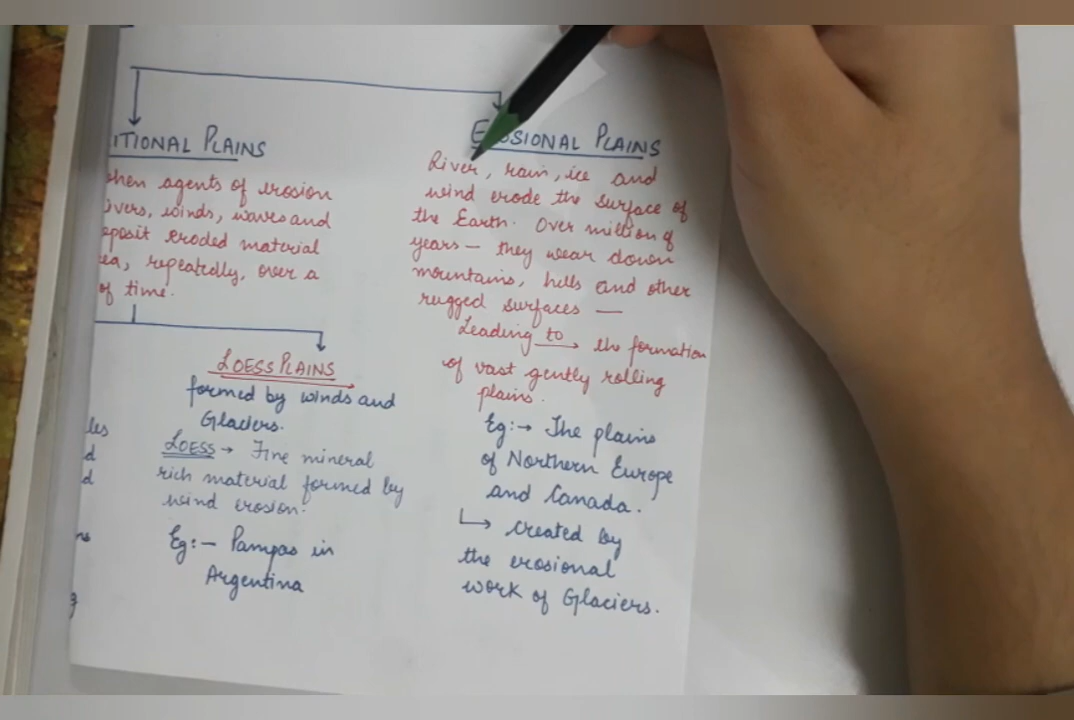 ITIONAL PLAINS
when agents of erosion
ivers, winds, waves and
eposit eroded material
ea, repeatedly, over a
of time.
LOESS PLAINS
formed by winds and
Glaciers.
LOESS → Fine mineral
rich material formed by
wind erosion.
Eg:- Pampas in
Argentina
les
d
d
EROSIONAL PLAINS
River, rain, ice and
wind erode the surface of
the Earth. Over million of
years — they wear down
mountains, hills and other
rugged surfaces —
Leading to → the formation
of vast gently rolling
plains.
Eg:→ The plains
of Northern Europe
and Canada.
↳ created by
the erosional
work of Glaciers.